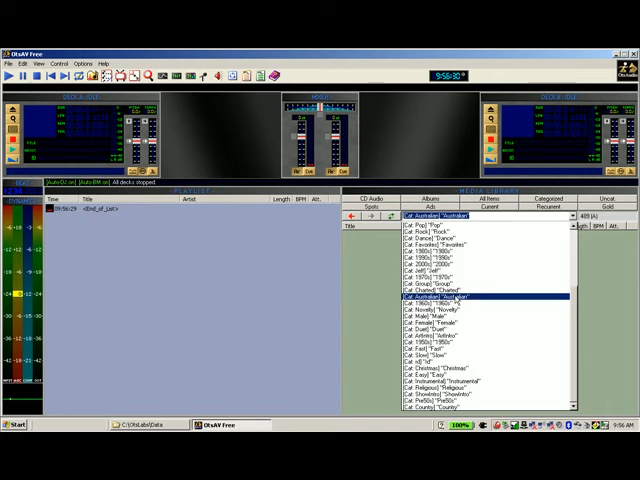 OtsAV Free
File Edit View Control Options Help
9:56:30
OtsAudio
DECK A: IDLE
MIXER
DECK B: IDLE
[Auto-DJ on] [Auto-BM on] All decks stopped
PLAYLIST
MEDIA LIBRARY
Time Title Artist Length BPM Att.
09:56:29 <End_of_List>
CD Audio Albums All Items Categorized Uncat.
Spots Ads Current Recurrent Gold
[Cat: Australian] "Australian"
489 (A)
Title
gth BPM Att.
[Cat: Pop] "Pop"
[Cat: Rock] "Rock"
[Cat: Dance] "Dance"
[Cat: Favorites] "Favorites"
[Cat: 1980s] "1980s"
[Cat: 1990s] "1990s"
[Cat: 2000s] "2000s"
[Cat: Jeff] "Jeff"
[Cat: 1970s] "1970s"
[Cat: Group] "Group"
[Cat: Charted] "Charted"
[Cat: Australian] "Australian"
[Cat: 1960s] "1960s"
[Cat: Novelty] "Novelty"
[Cat: Male] "Male"
[Cat: Female] "Female"
[Cat: Duet] "Duet"
[Cat: ArtIntro] "ArtIntro"
[Cat: 1950s] "1950s"
[Cat: Fast] "Fast"
[Cat: Slow] "Slow"
[Cat: Christmas] "Christmas"
[Cat: Easy] "Easy"
[Cat: Instrumental] "Instrumental"
[Cat: Religious] "Religious"
[Cat: ShowIntro] "ShowIntro"
[Cat: Pre50s] "Pre50s"
[Cat: Country] "Country"
Start
C:\OtsLabs\Data
OtsAV Free
100%
9:56 AM